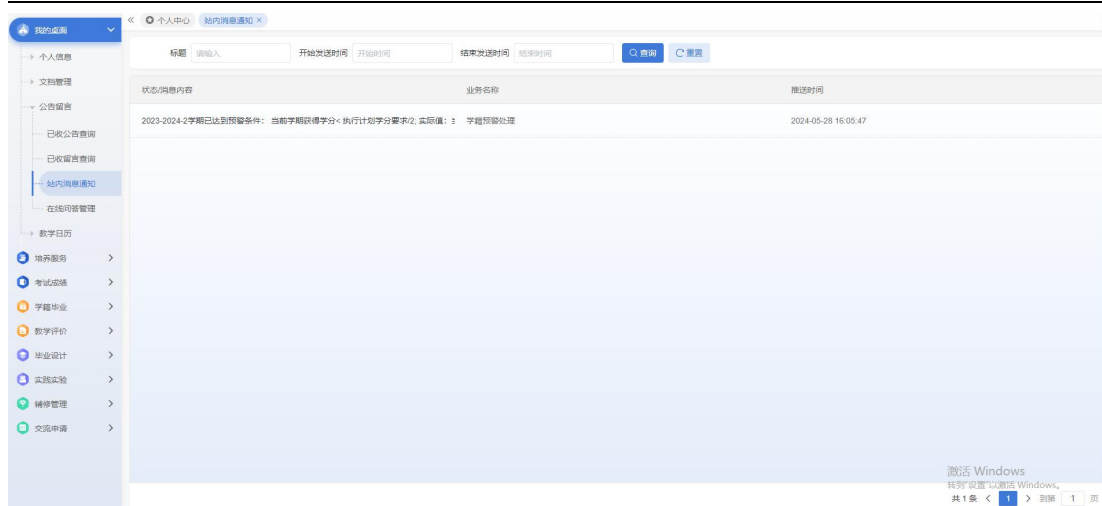 我的桌面
« 个人中心 站内消息通知 ×
标题 请输入 开始发送时间 开始时间 结束发送时间 结束时间 查询 重置
个人信息
文档管理
公告留言
已收公告查询
已收留言查询
站内消息通知
在线问答管理
教学日历
培养服务
考试成绩
学籍毕业
教学评价
毕业设计
实践实验
辅修管理
交流申请
状态/消息内容 业务名称 推送时间
2023-2024-2学期已达到预警条件： 当前学期获得学分< 执行计划学分要求/2; 实际值： 学籍预警处理 2024-05-28 16:05:47
激活 Windows
转到"设置"以激活 Windows。
共 1 条 < 1 > 到第 1 页